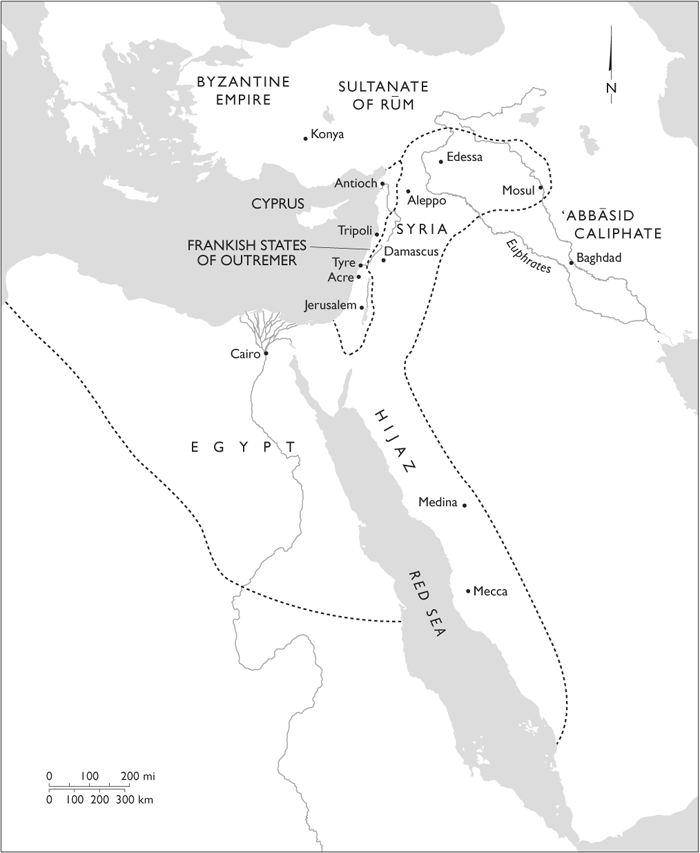 BYZANTINE
EMPIRE
SULTANATE
OF RŪM
N
Konya
Edessa
Antioch
Aleppo
Mosul
CYPRUS
ʿABBĀSID
CALIPHATE
Tripoli
SYRIA
FRANKISH STATES
OF OUTREMER
Damascus
Euphrates
Baghdad
Tyre
Acre
Jerusalem
Cairo
EGYPT
HIJAZ
Medina
RED SEA
Mecca
0 100 200 mi
0 100 200 300 km